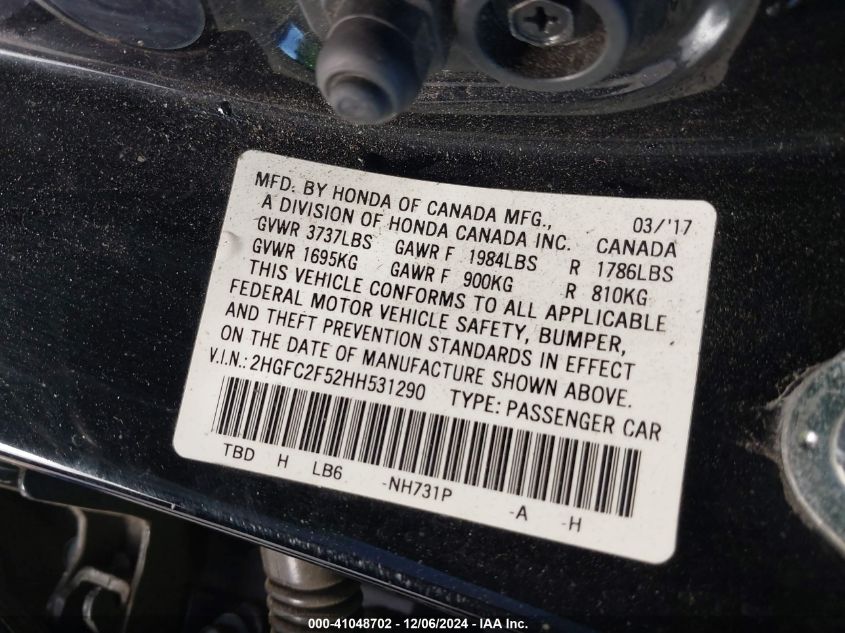 MFD. BY HONDA OF CANADA MFG., 03/'17
A DIVISION OF HONDA CANADA INC. CANADA
GVWR 3737LBS GAWR F 1984LBS R 1786LBS
GVWR 1695KG GAWR F 900KG R 810KG
THIS VEHICLE CONFORMS TO ALL APPLICABLE
FEDERAL MOTOR VEHICLE SAFETY, BUMPER,
AND THEFT PREVENTION STANDARDS IN EFFECT
ON THE DATE OF MANUFACTURE SHOWN ABOVE.
V.I.N.: 2HGFC2F52HH531290 TYPE: PASSENGER CAR
TBD H LB6 -NH731P -A -H
000-41048702 - 12/06/2024 - IAA Inc.